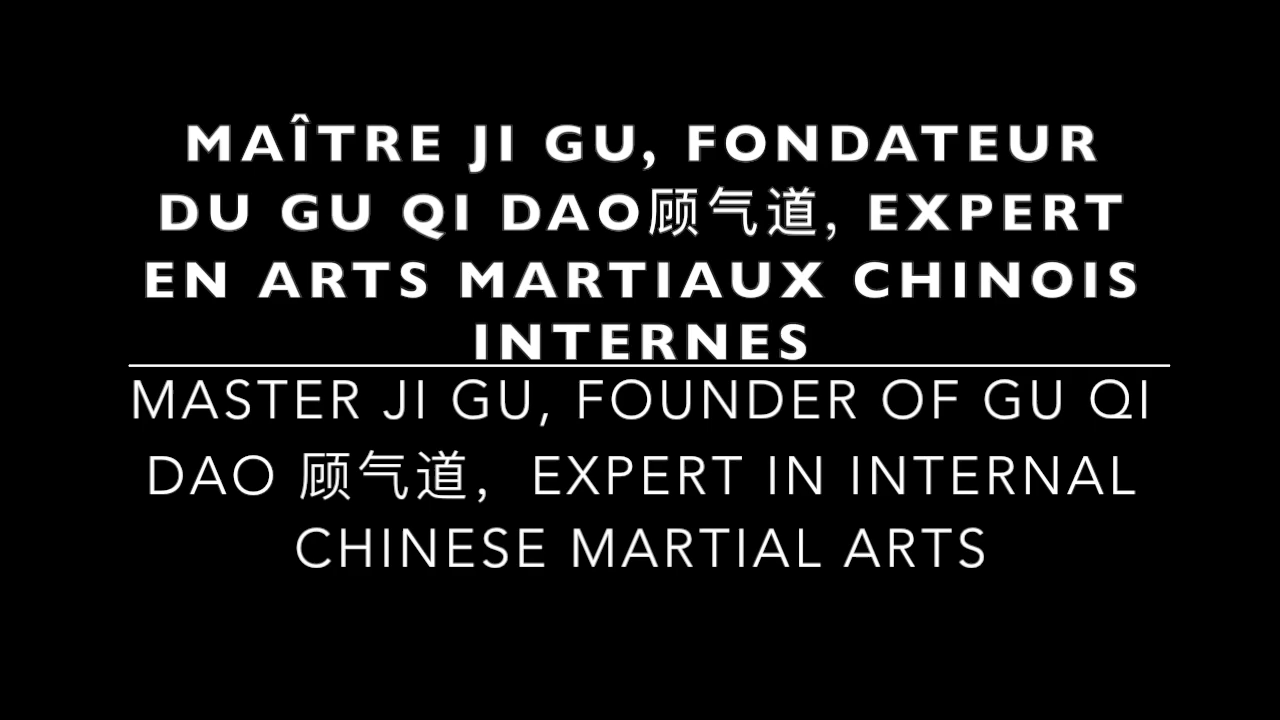 MAÎTRE JI GU, FONDATEUR
DU GU QI DAO顾气道, EXPERT
EN ARTS MARTIAUX CHINOIS
INTERNES
MASTER JI GU, FOUNDER OF GU QI
DAO 顾气道，EXPERT IN INTERNAL
CHINESE MARTIAL ARTS